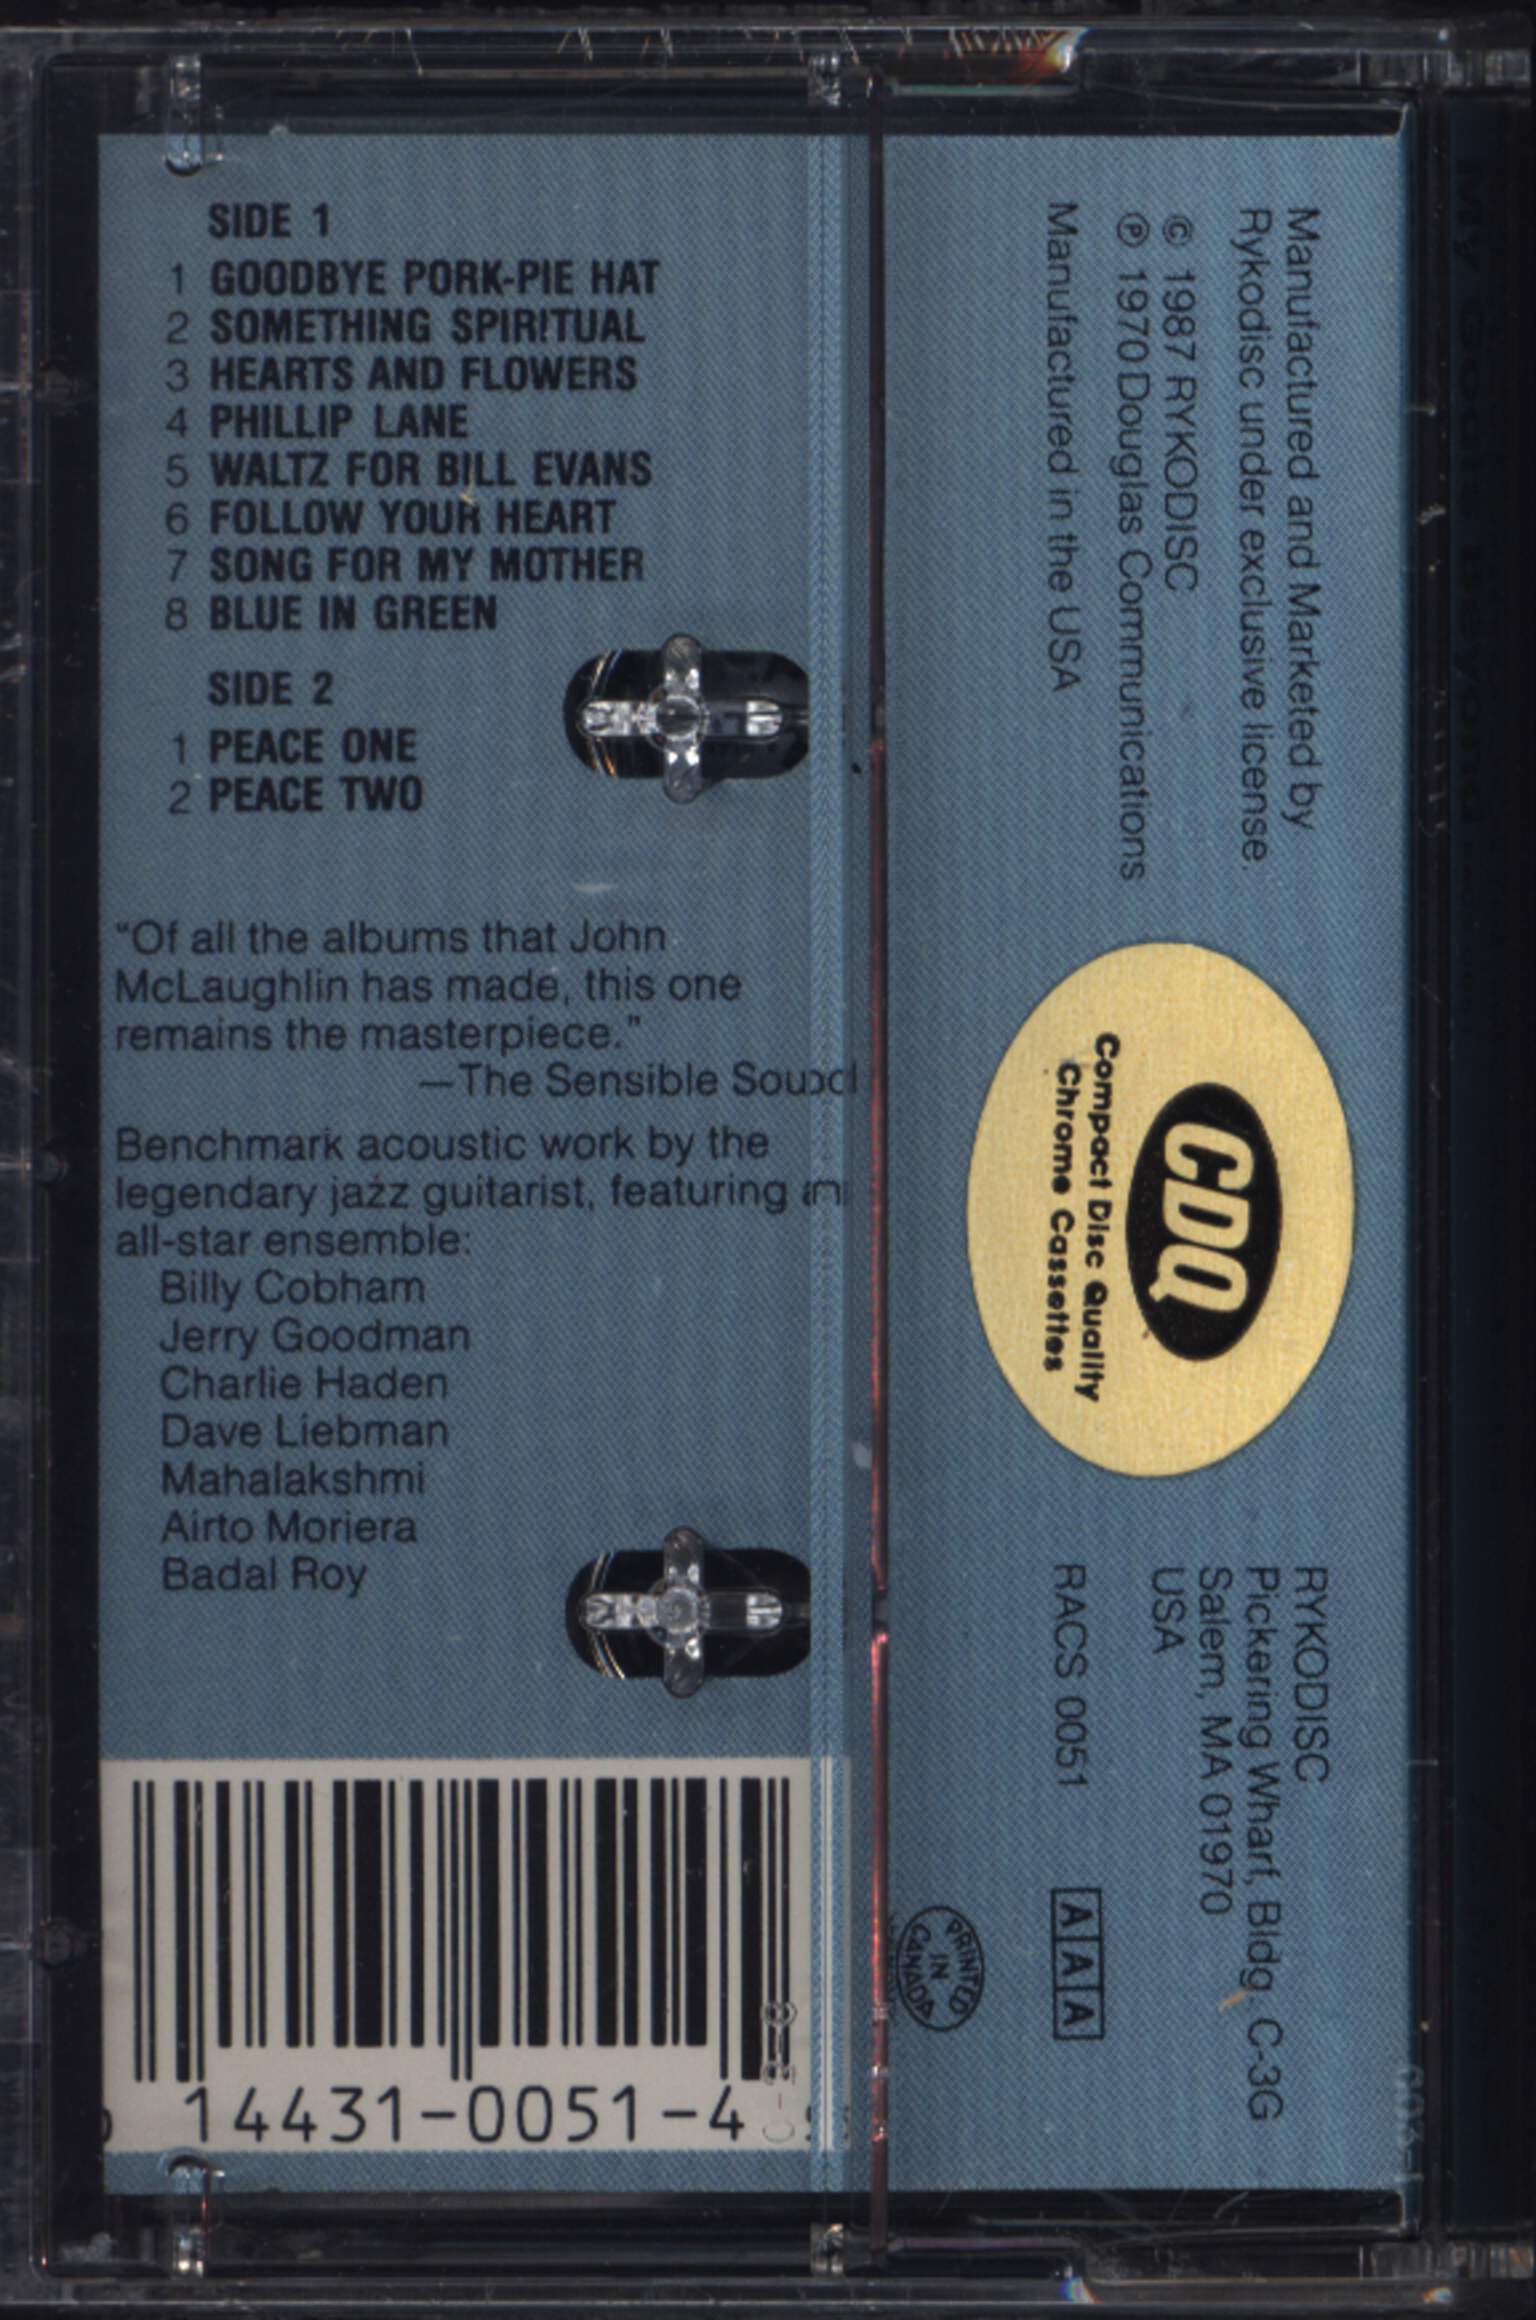 SIDE 1
1 GOODBYE PORK-PIE HAT
2 SOMETHING SPIRITUAL
3 HEARTS AND FLOWERS
4 PHILLIP LANE
5 WALTZ FOR BILL EVANS
6 FOLLOW YOUR HEART
7 SONG FOR MY MOTHER
8 BLUE IN GREEN
SIDE 2
1 PEACE ONE
2 PEACE TWO
“Of all the albums that John
McLaughlin has made, this one
remains the masterpiece.”
—The Sensible Sound
Benchmark acoustic work by the
legendary jazz guitarist, featuring an
all-star ensemble:
Billy Cobham
Jerry Goodman
Charlie Haden
Dave Liebman
Mahalakshmi
Airto Moriera
Badal Roy
14431-0051-4
Manufactured and Marketed by
Rykodisc under exclusive license.
© 1987 RYKODISC
℗ 1970 Douglas Communications
Manufactured in the USA
CDQ
Compact Disc Quality
Chrome Cassettes
RYKODISC
Pickering Wharf, Bldg. C-3G
Salem, MA 01970
USA
RACS 0051
AAA
PRINTED
IN
CANADA